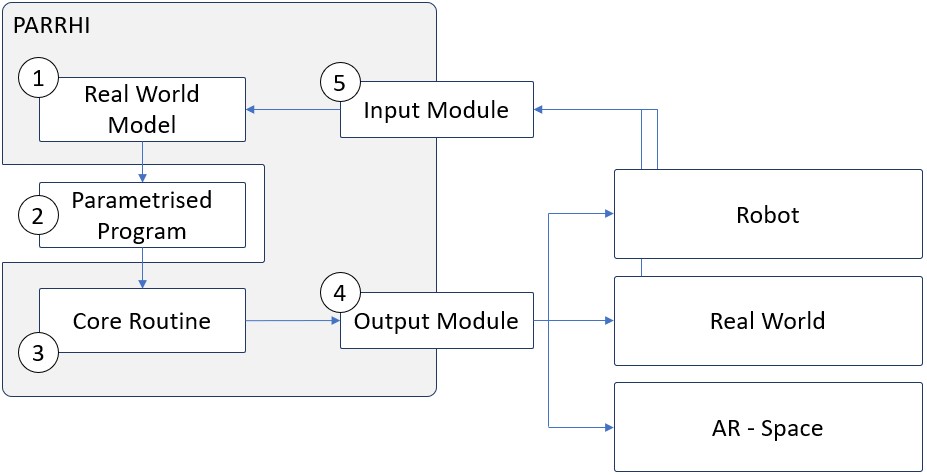 PARRHI
1
Real World
Model
5
Input Module
2
Parametrised
Program
Robot
3
Core Routine
4
Output Module
Real World
AR - Space